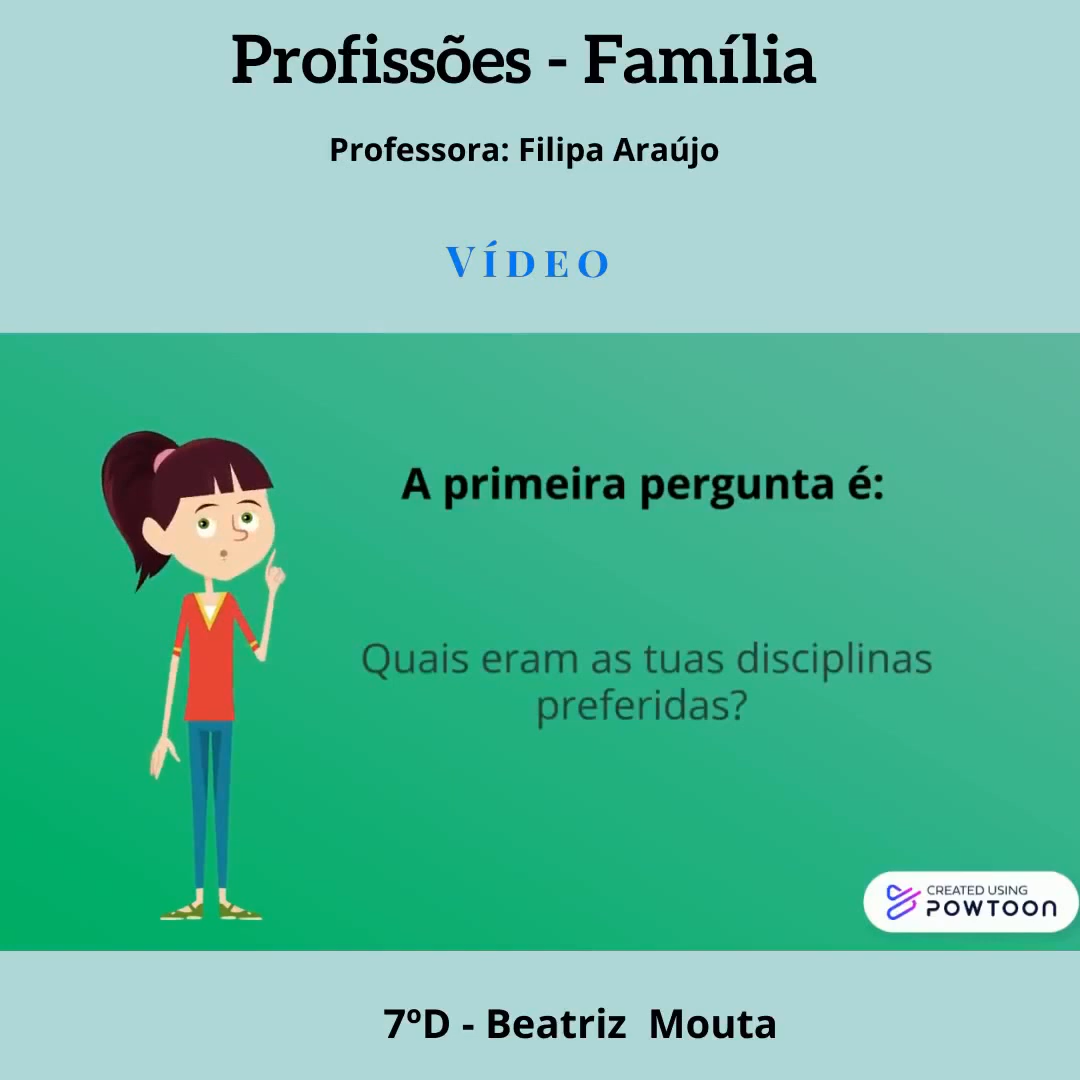 Profissões - Família
Professora: Filipa Araújo
VÍDEO
A primeira pergunta é:
Quais eram as tuas disciplinas
preferidas?
CREATED USING
POWTOON
7ºD - Beatriz Mouta